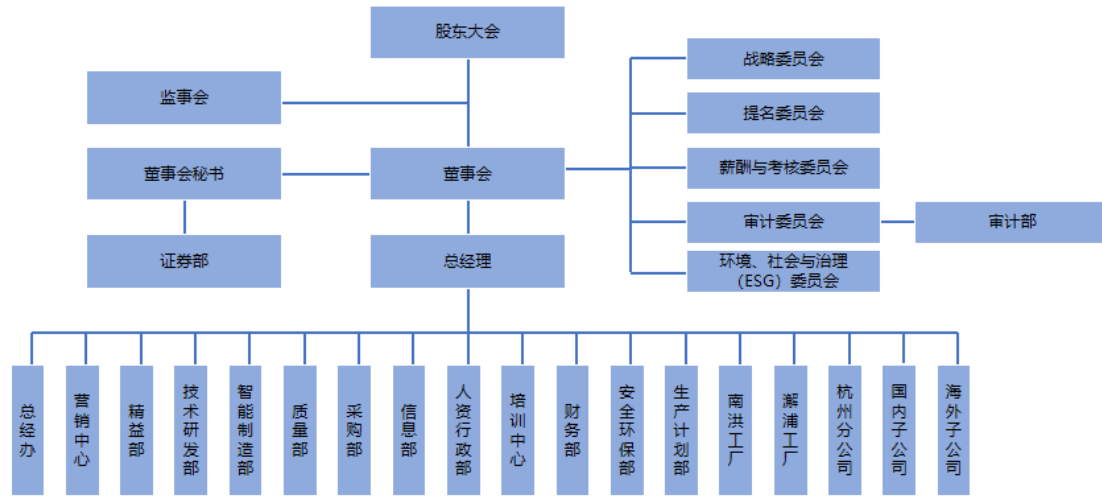 股东大会
监事会
董事会秘书
董事会
证券部
总经理
战略委员会
提名委员会
薪酬与考核委员会
审计委员会
审计部
环境、社会与治理
（ESG）委员会
总经办
营销中心
精益部
技术研发部
智能制造部
质量部
采购部
信息部
人资行政部
培训中心
财务部
安全环保部
生产计划部
南洪工厂
澥浦工厂
杭州分公司
国内子公司
海外子公司